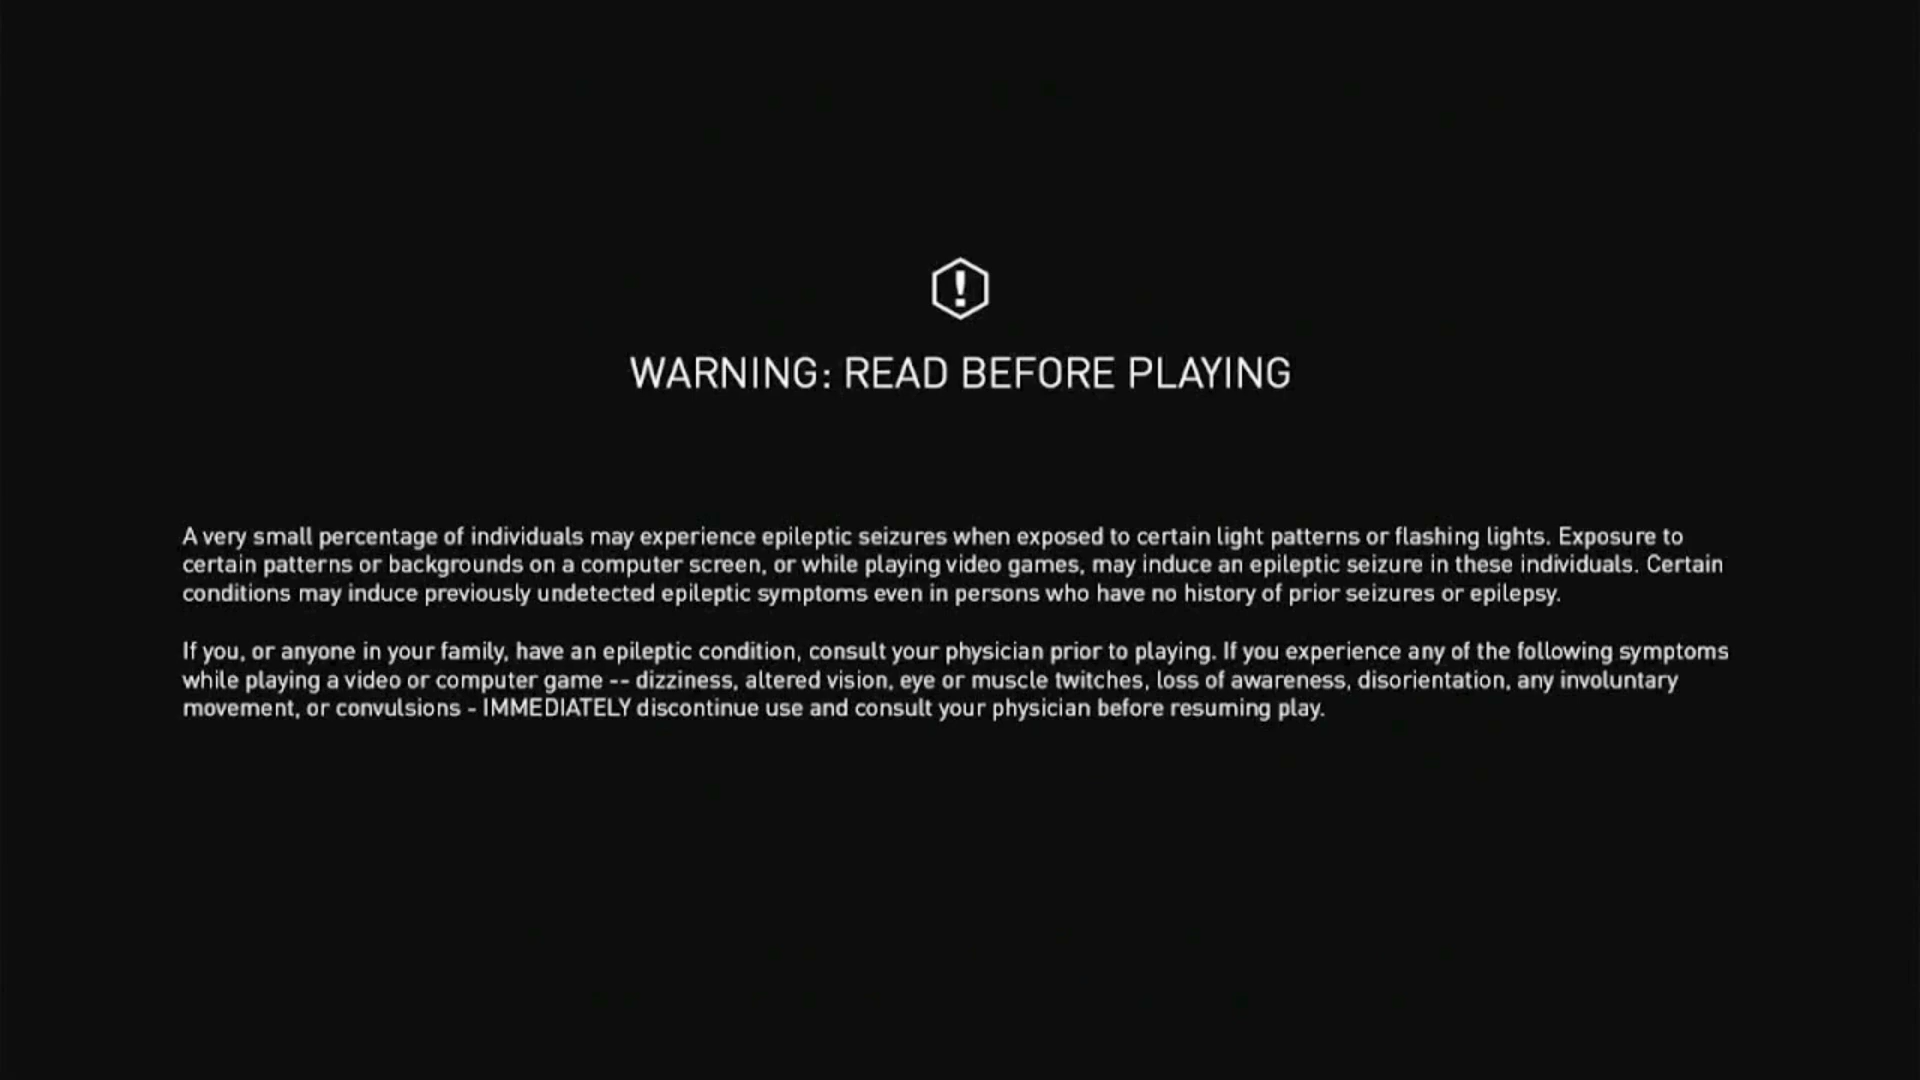 !
WARNING: READ BEFORE PLAYING
A very small percentage of individuals may experience epileptic seizures when exposed to certain light patterns or flashing lights. Exposure to
certain patterns or backgrounds on a computer screen, or while playing video games, may induce an epileptic seizure in these individuals. Certain
conditions may induce previously undetected epileptic symptoms even in persons who have no history of prior seizures or epilepsy.
If you, or anyone in your family, have an epileptic condition, consult your physician prior to playing. If you experience any of the following symptoms
while playing a video or computer game -- dizziness, altered vision, eye or muscle twitches, loss of awareness, disorientation, any involuntary
movement, or convulsions - IMMEDIATELY discontinue use and consult your physician before resuming play.